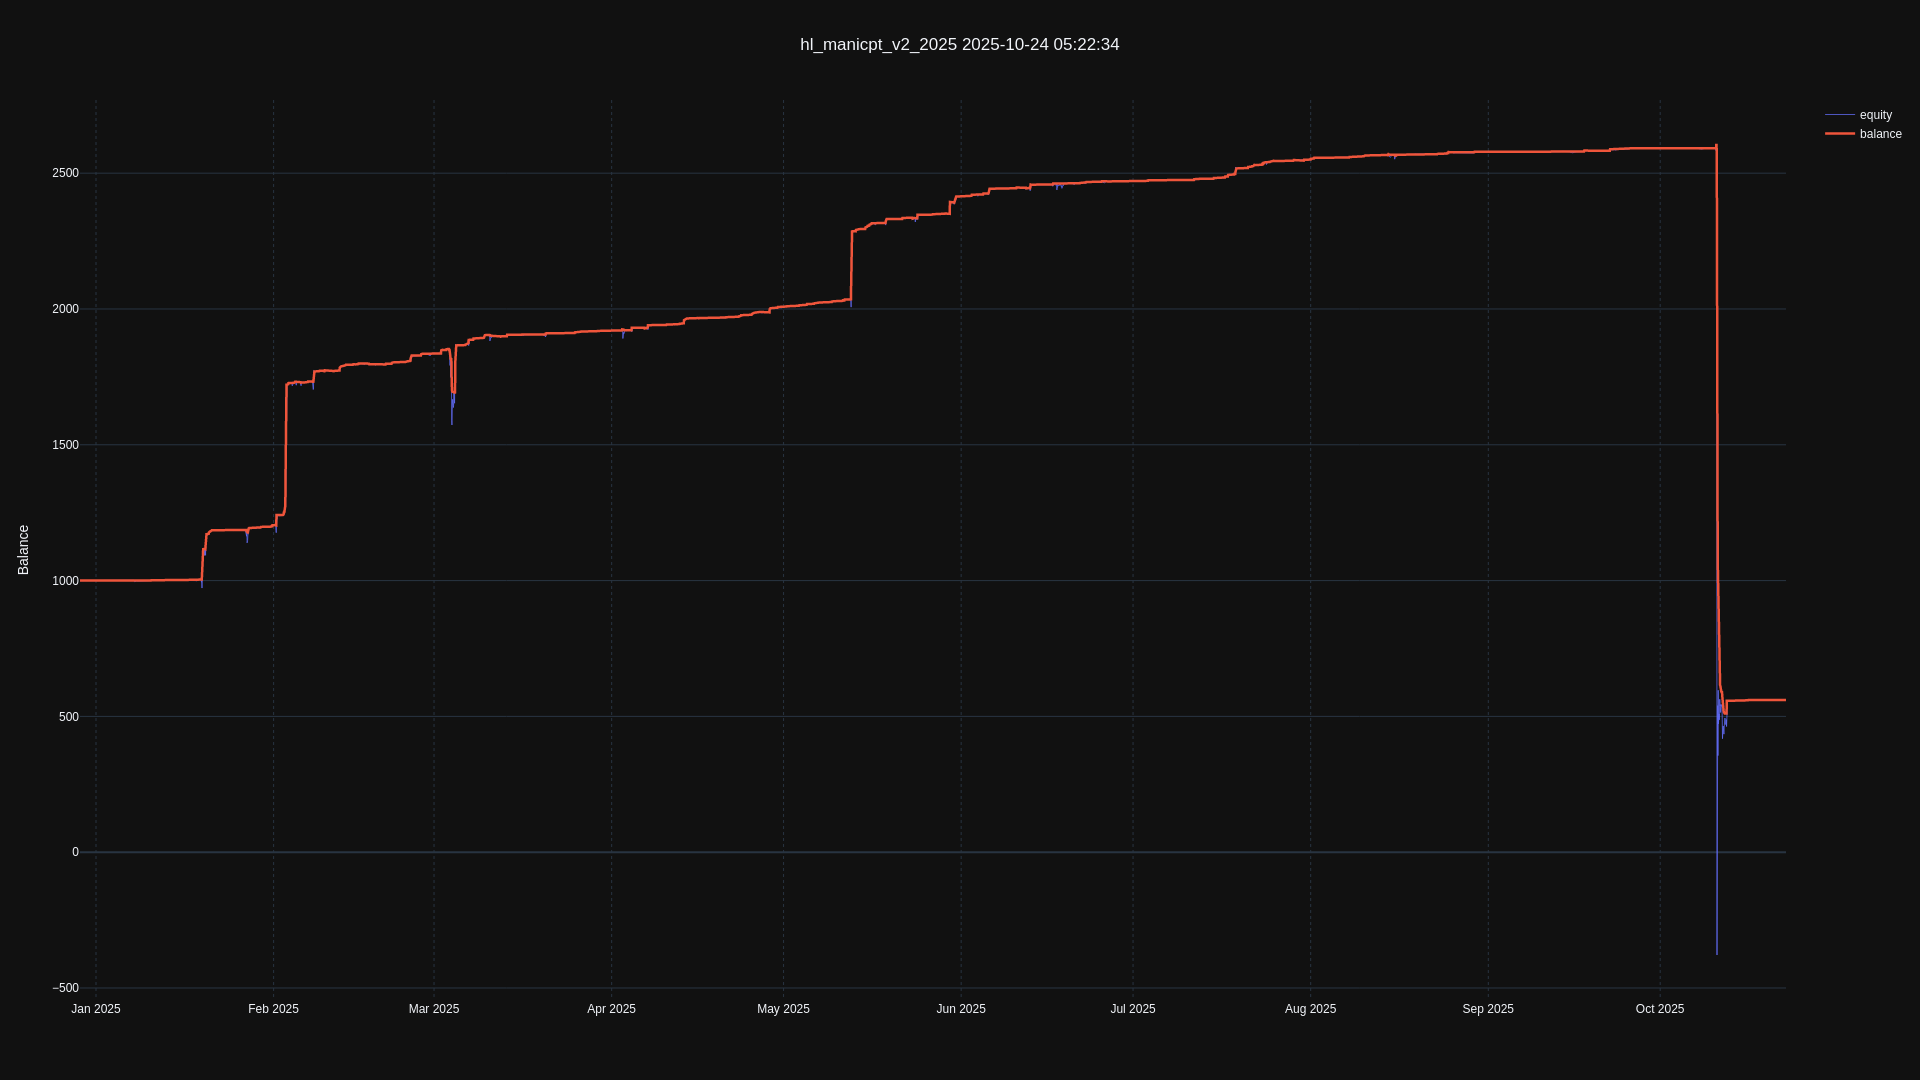 hl_manicpt_v2_2025 2025-10-24 05:22:34
equity
balance
Balance
2500
2000
1500
1000
500
0
−500
Jan 2025
Feb 2025
Mar 2025
Apr 2025
May 2025
Jun 2025
Jul 2025
Aug 2025
Sep 2025
Oct 2025